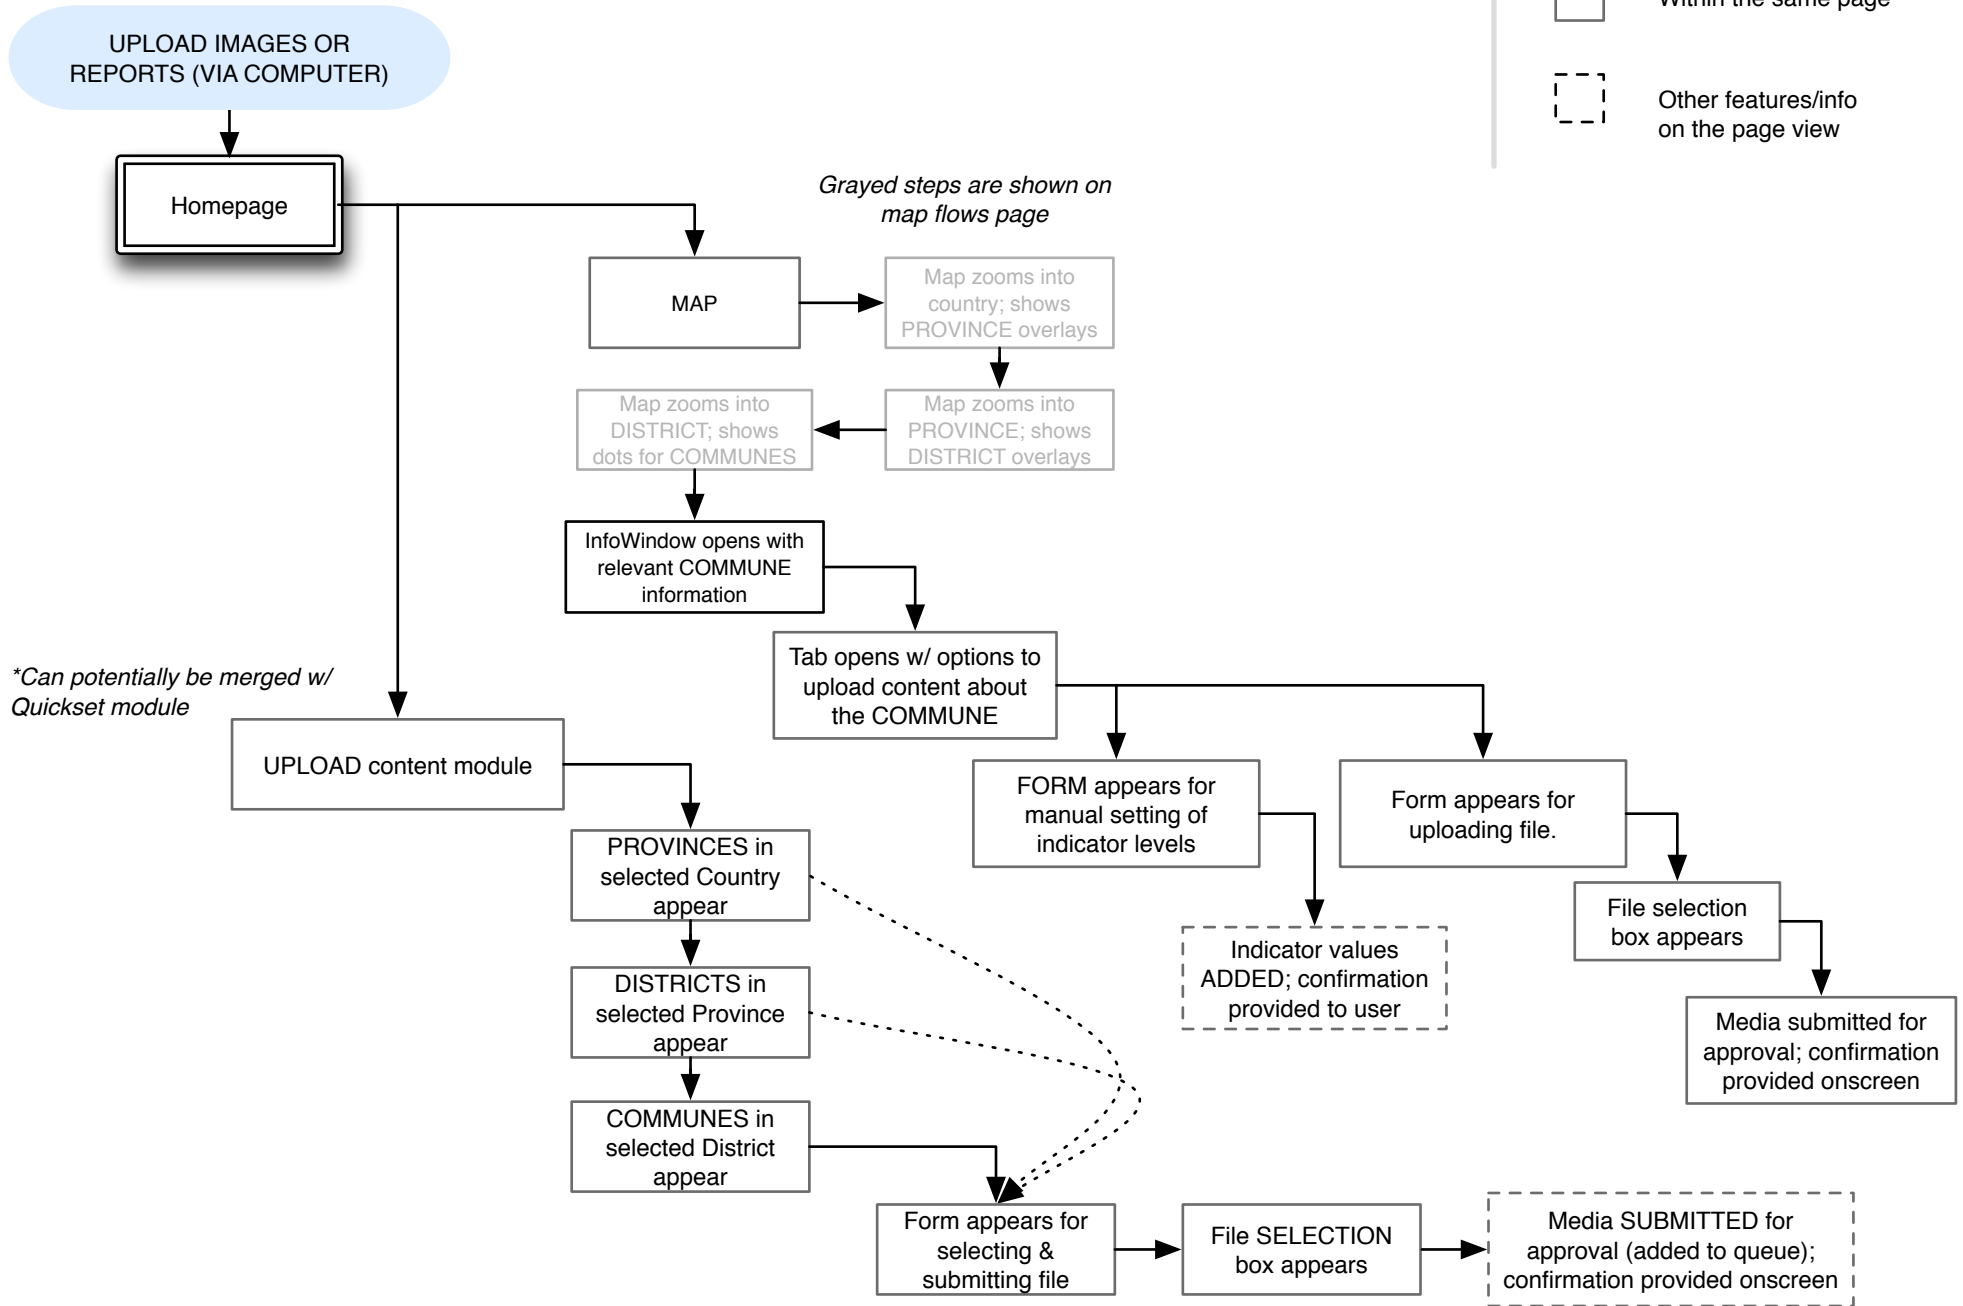 Within the same page
UPLOAD IMAGES OR
REPORTS (VIA COMPUTER)
Other features/info
on the page view
Homepage
Grayed steps are shown on
map flows page
MAP
Map zooms into
country; shows
PROVINCE overlays
Map zooms into
DISTRICT; shows
dots for COMMUNES
Map zooms into
PROVINCE; shows
DISTRICT overlays
InfoWindow opens with
relevant COMMUNE
information
Tab opens w/ options to
upload content about
the COMMUNE
*Can potentially be merged w/
Quickset module
UPLOAD content module
FORM appears for
manual setting of
indicator levels
Form appears for
uploading file.
PROVINCES in
selected Country
appear
File selection
box appears
Indicator values
ADDED; confirmation
provided to user
DISTRICTS in
selected Province
appear
Media submitted for
approval; confirmation
provided onscreen
COMMUNES in
selected District
appear
Form appears for
selecting &
submitting file
File SELECTION
box appears
Media SUBMITTED for
approval (added to queue);
confirmation provided onscreen